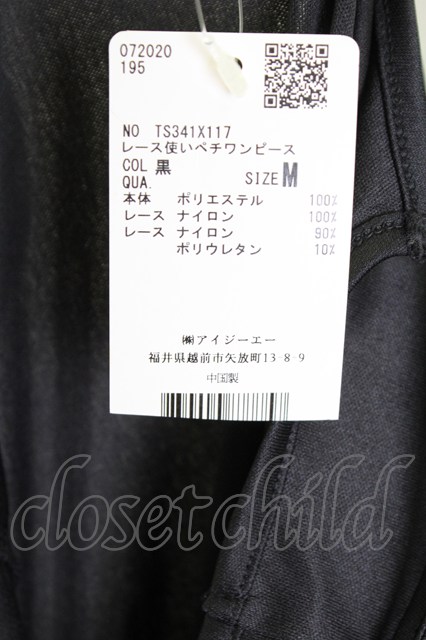 072020
195
NO TS341X117
レース使いペチワンピース
COL 黒
QUA. SIZE M
本体 ポリエステル 100%
レース ナイロン 100%
レース ナイロン 90%
ポリウレタン 10%
㈱アイジーエー
福井県越前市矢放町13-8-9
中国製
closet child